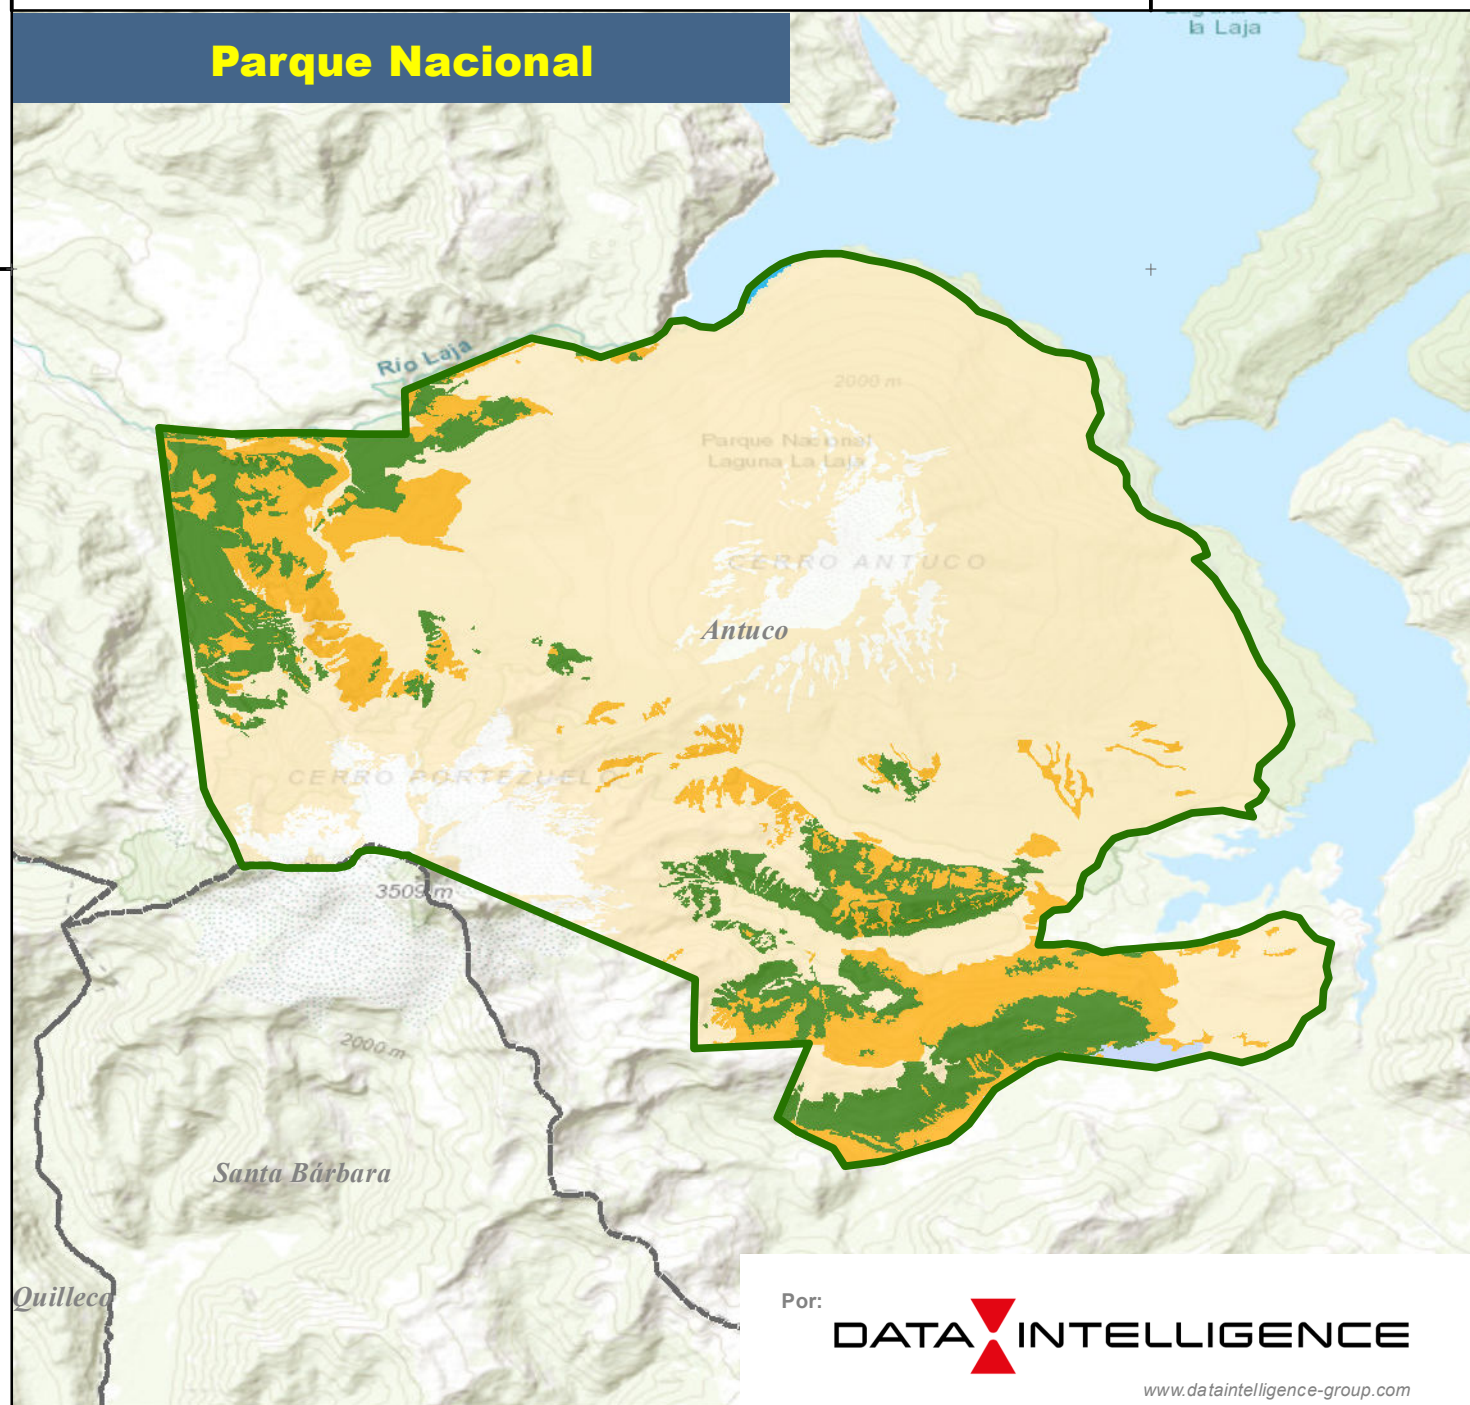 Parque Nacional
la Laja
Río Laja
2000 m
Parque Nacional
Laguna La Laja
CERRO ANTUCO
Antuco
CERRO PORTEZUELO
3509 m
2000 m
Santa Bárbara
Quilleco
Por:
DATA INTELLIGENCE
www.dataintelligence-group.com